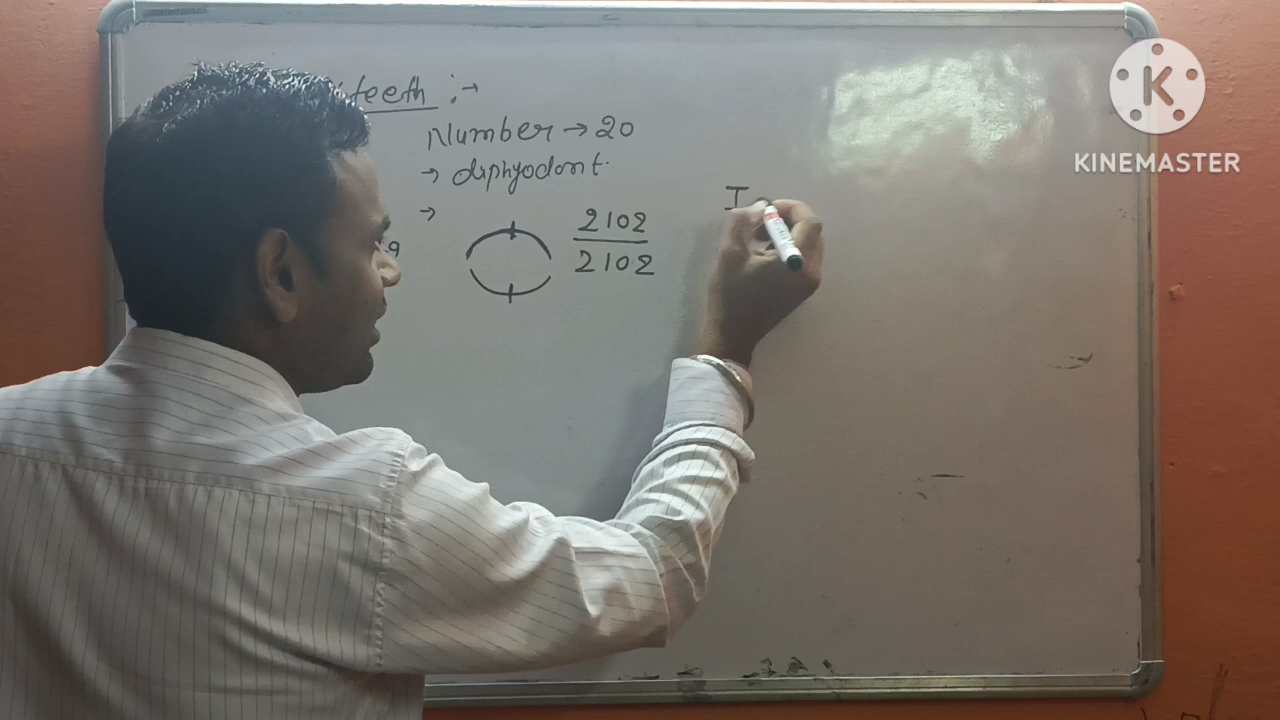 teeth :→
Number → 20
→ diphyodont.
→
2102
2102
I
K
KINEMASTER